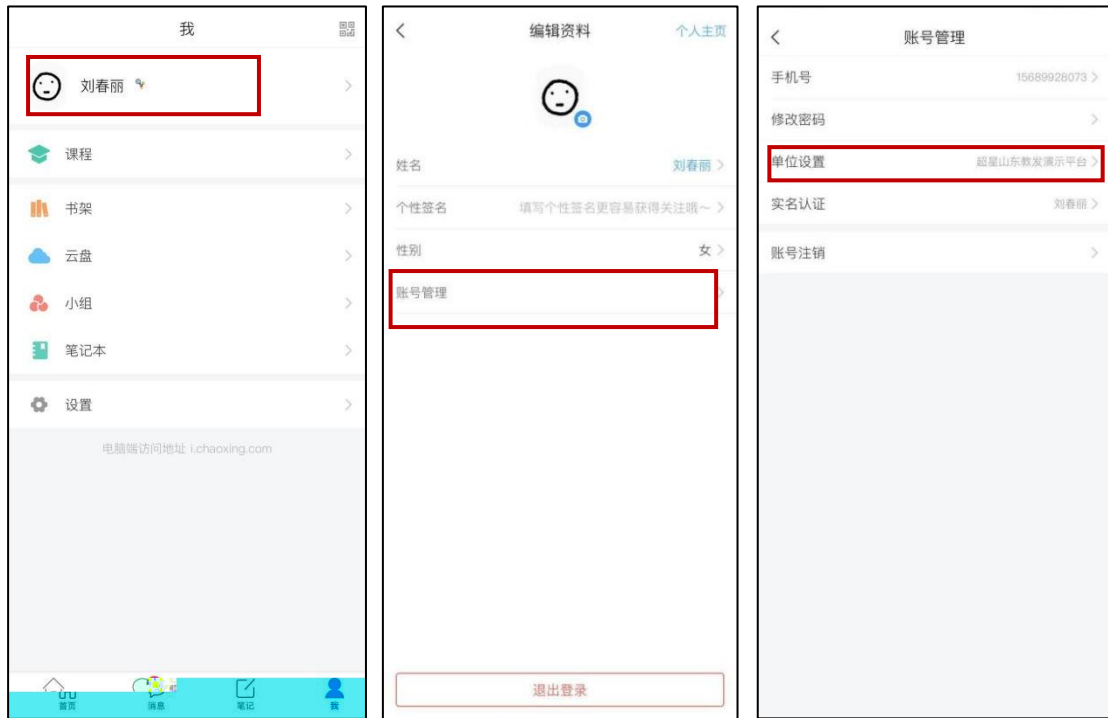 我
刘春丽
课程
书架
云盘
小组
笔记本
设置
电脑端访问地址 i.chaoxing.com
首页
消息
笔记
我
编辑资料
个人主页
姓名
刘春丽
个性签名
填写个性签名更容易获得关注哦~
性别
女
账号管理
退出登录
账号管理
手机号
15689928073
修改密码
单位设置
超星山东教发演示平台
实名认证
刘春丽
账号注销